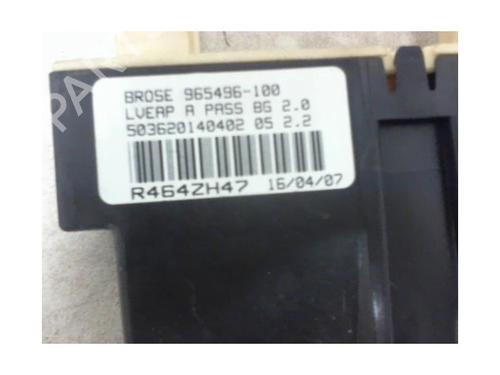 BROSE 965496-100
LVEAP A PASS BG 2.0
503620140402 05 2.2
R464ZH47 16/04/07